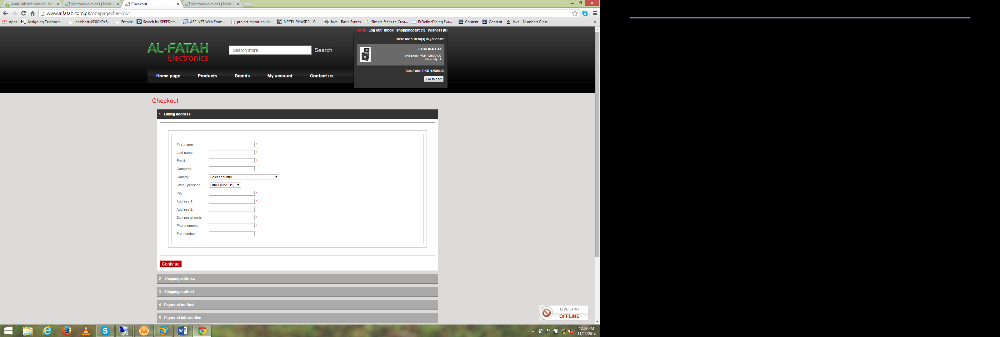 Abdullah Mehmood - Vid
Microwave ovens | Micro
Checkout
Microwave ovens | Micro
www.alfatah.com.pk/onepagecheckout
Apps
HL Assigning Textbox t...
localhost:49302/Def...
Empire
Search by SPEEDbit....
ASP.NET Web Form...
project report on lib...
NPTEL PHASE 2 - C...
Java - Basic Syntax
Simple Steps to Crea...
EzDefineDialog Exa...
Content
Content
Java - Numbers Class
»
tariq Log out Inbox shoppingcart (1) Wishlist (0)
There are 1 item(s) in your cart.
AL-FATAH
Electronics
Search store
Search
CORONA C47
Unit price: PKR 12500.00
Quantity: 1
Sub-Total: PKR 12500.00
Go to cart
Home page Products Brands My account Contact us
Checkout
1 Billing address
First name: *
Last name: *
Email: *
Company:
Country: Select country *
State / province: Other (Non US)
City: *
Address 1: *
Address 2:
Zip / postal code: *
Phone number: *
Fax number:
Continue
2 Shipping address
3 Shipping method
4 Payment method
5 Payment information
LIVE CHAT
OFFLINE
12:09 PM
11/11/2014